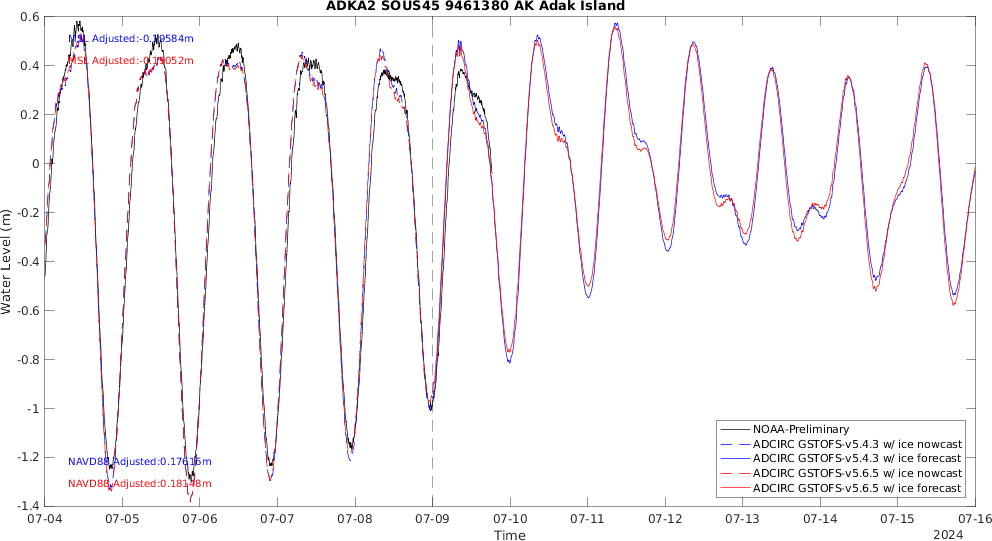 ADKA2 SOUS45 9461380 AK Adak Island
0.6
MSL Adjusted:-0.19584m
MSL Adjusted:-0.19052m
0.4
0.2
0
-0.2
-0.4
-0.6
-0.8
-1
-1.2
-1.4
Water Level (m)
NAVD88 Adjusted:0.17616m
NAVD88 Adjusted:0.18148m
NOAA-Preliminary
ADCIRC GSTOFS-v5.4.3 w/ ice nowcast
ADCIRC GSTOFS-v5.4.3 w/ ice forecast
ADCIRC GSTOFS-v5.6.5 w/ ice nowcast
ADCIRC GSTOFS-v5.6.5 w/ ice forecast
07-04 07-05 07-06 07-07 07-08 07-09 07-10 07-11 07-12 07-13 07-14 07-15 07-16
Time
2024